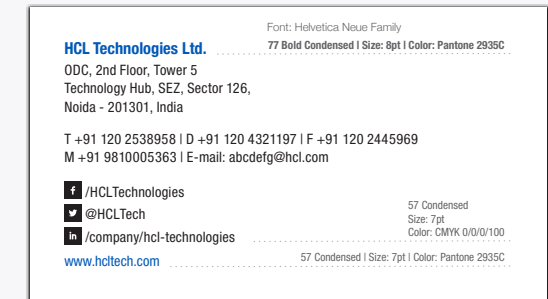 Font: Helvetica Neue Family
HCL Technologies Ltd. 77 Bold Condensed | Size: 8pt | Color: Pantone 2935C
ODC, 2nd Floor, Tower 5
Technology Hub, SEZ, Sector 126,
Noida - 201301, India
T +91 120 2538958 | D +91 120 4321197 | F +91 120 2445969
M +91 9810005363 | E-mail: abcdefg@hcl.com
f /HCLTechnologies
@HCLTech
in /company/hcl-technologies
57 Condensed
Size: 7pt
Color: CMYK 0/0/0/100
www.hcltech.com 57 Condensed | Size: 7pt | Color: Pantone 2935C